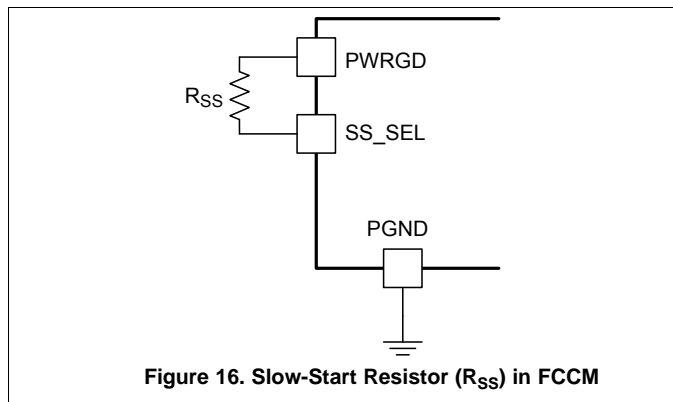 PWRGD
RSS
SS_SEL
PGND
Figure 16. Slow-Start Resistor (RSS) in FCCM